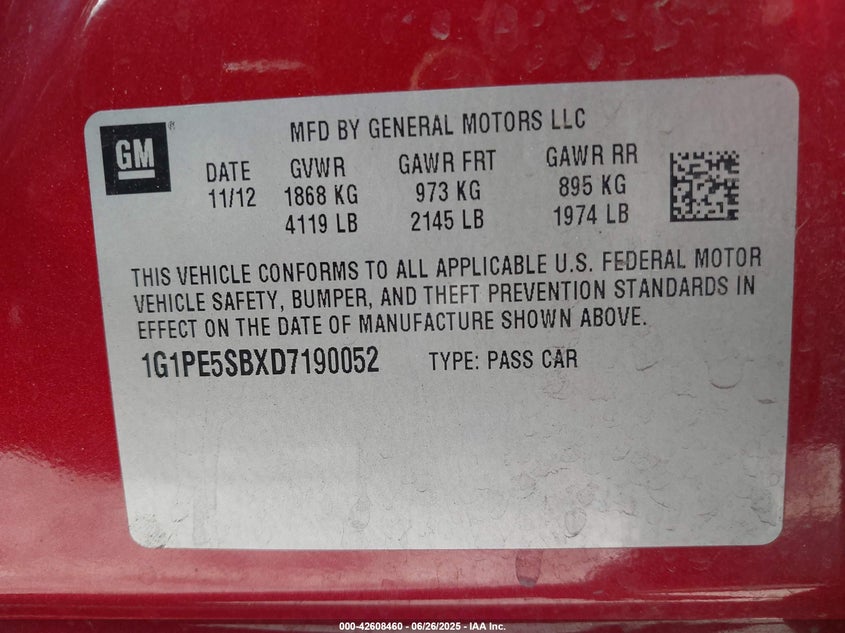 GM®
MFD BY GENERAL MOTORS LLC
DATE GVWR GAWR FRT GAWR RR
11/12 1868 KG 973 KG 895 KG
4119 LB 2145 LB 1974 LB
THIS VEHICLE CONFORMS TO ALL APPLICABLE U.S. FEDERAL MOTOR
VEHICLE SAFETY, BUMPER, AND THEFT PREVENTION STANDARDS IN
EFFECT ON THE DATE OF MANUFACTURE SHOWN ABOVE.
1G1PE5SBXD7190052 TYPE: PASS CAR
000-42608460 - 06/26/2025 - IAA Inc.